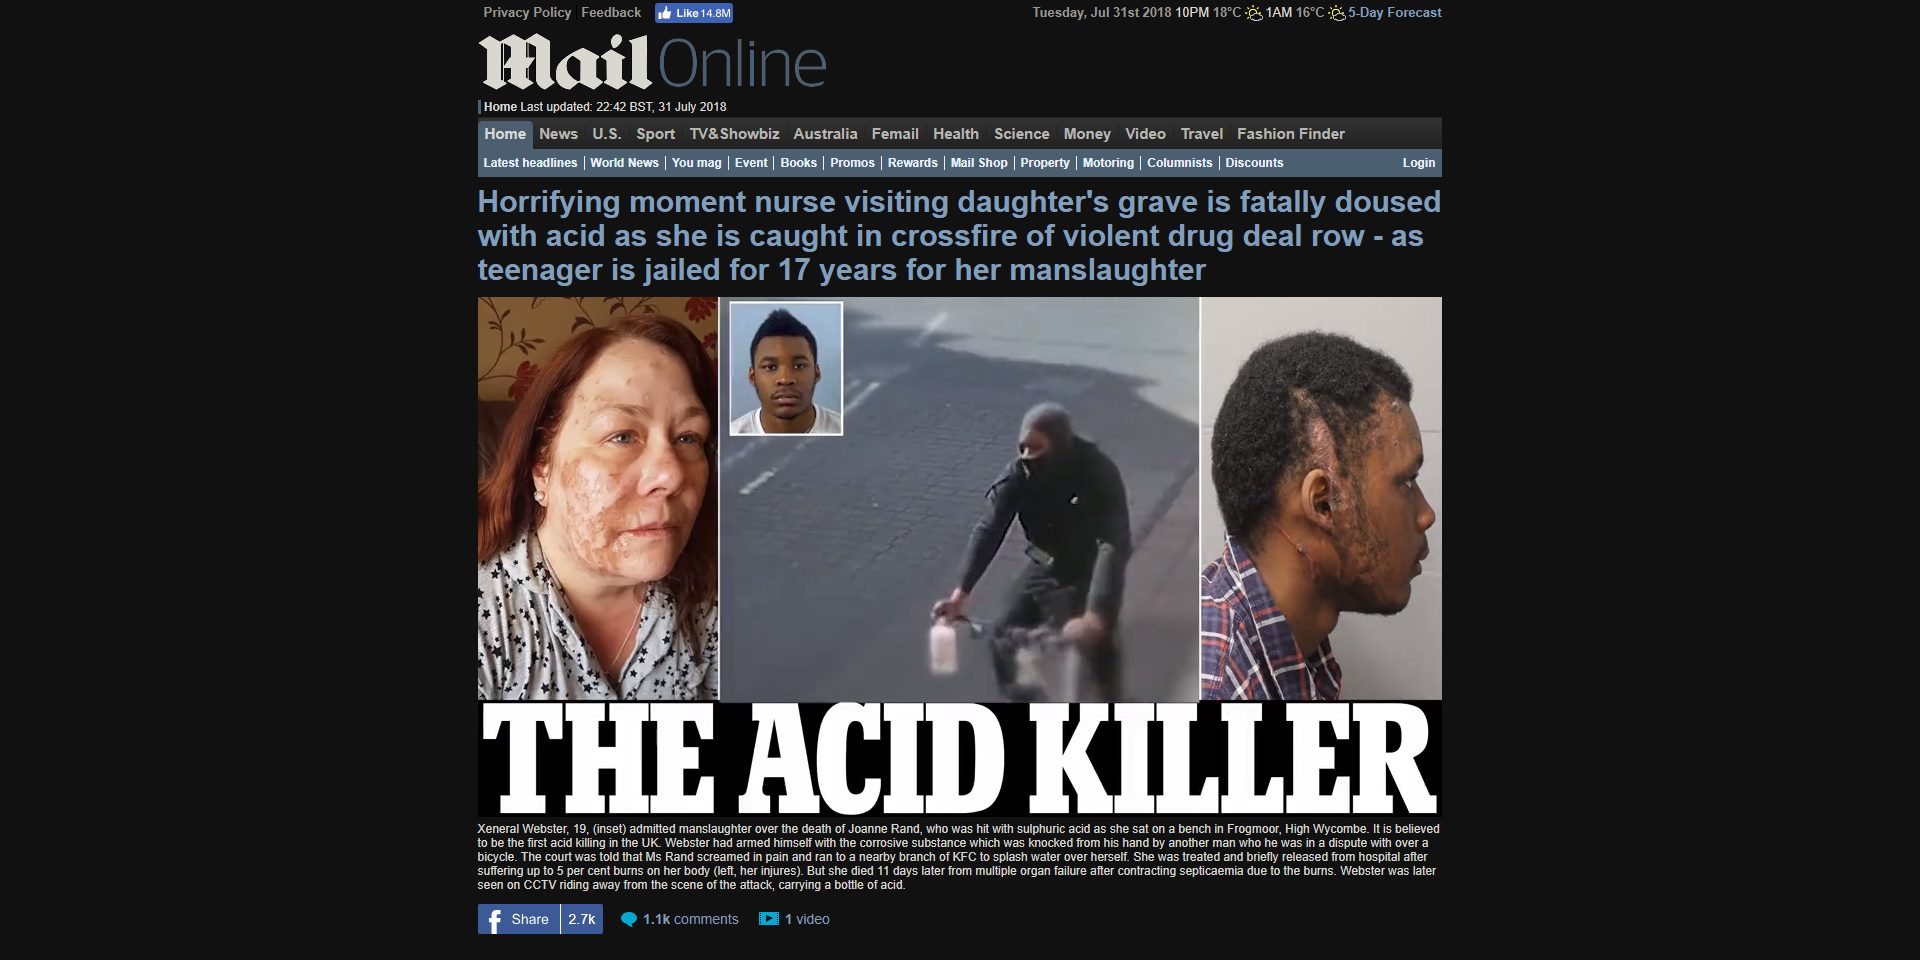 Privacy Policy Feedback Like 14.8M Tuesday, Jul 31st 2018 10PM 18°C 1AM 16°C 5-Day Forecast
Mail Online
Home Last updated: 22:42 BST, 31 July 2018
Home News U.S. Sport TV&Showbiz Australia Femail Health Science Money Video Travel Fashion Finder
Latest headlines | World News | You mag | Event | Books | Promos | Rewards | Mail Shop | Property | Motoring | Columnists | Discounts Login
Horrifying moment nurse visiting daughter's grave is fatally doused
with acid as she is caught in crossfire of violent drug deal row - as
teenager is jailed for 17 years for her manslaughter
THE ACID KILLER
Xeneral Webster, 19, (inset) admitted manslaughter over the death of Joanne Rand, who was hit with sulphuric acid as she sat on a bench in Frogmoor, High Wycombe. It is believed
to be the first acid killing in the UK. Webster had armed himself with the corrosive substance which was knocked from his hand by another man who he was in a dispute with over a
bicycle. The court was told that Ms Rand screamed in pain and ran to a nearby branch of KFC to splash water over herself. She was treated and briefly released from hospital after
suffering up to 5 per cent burns on her body (left, her injures). But she died 11 days later from multiple organ failure after contracting septicaemia due to the burns. Webster was later
seen on CCTV riding away from the scene of the attack, carrying a bottle of acid.
f Share 2.7k 1.1k comments 1 video